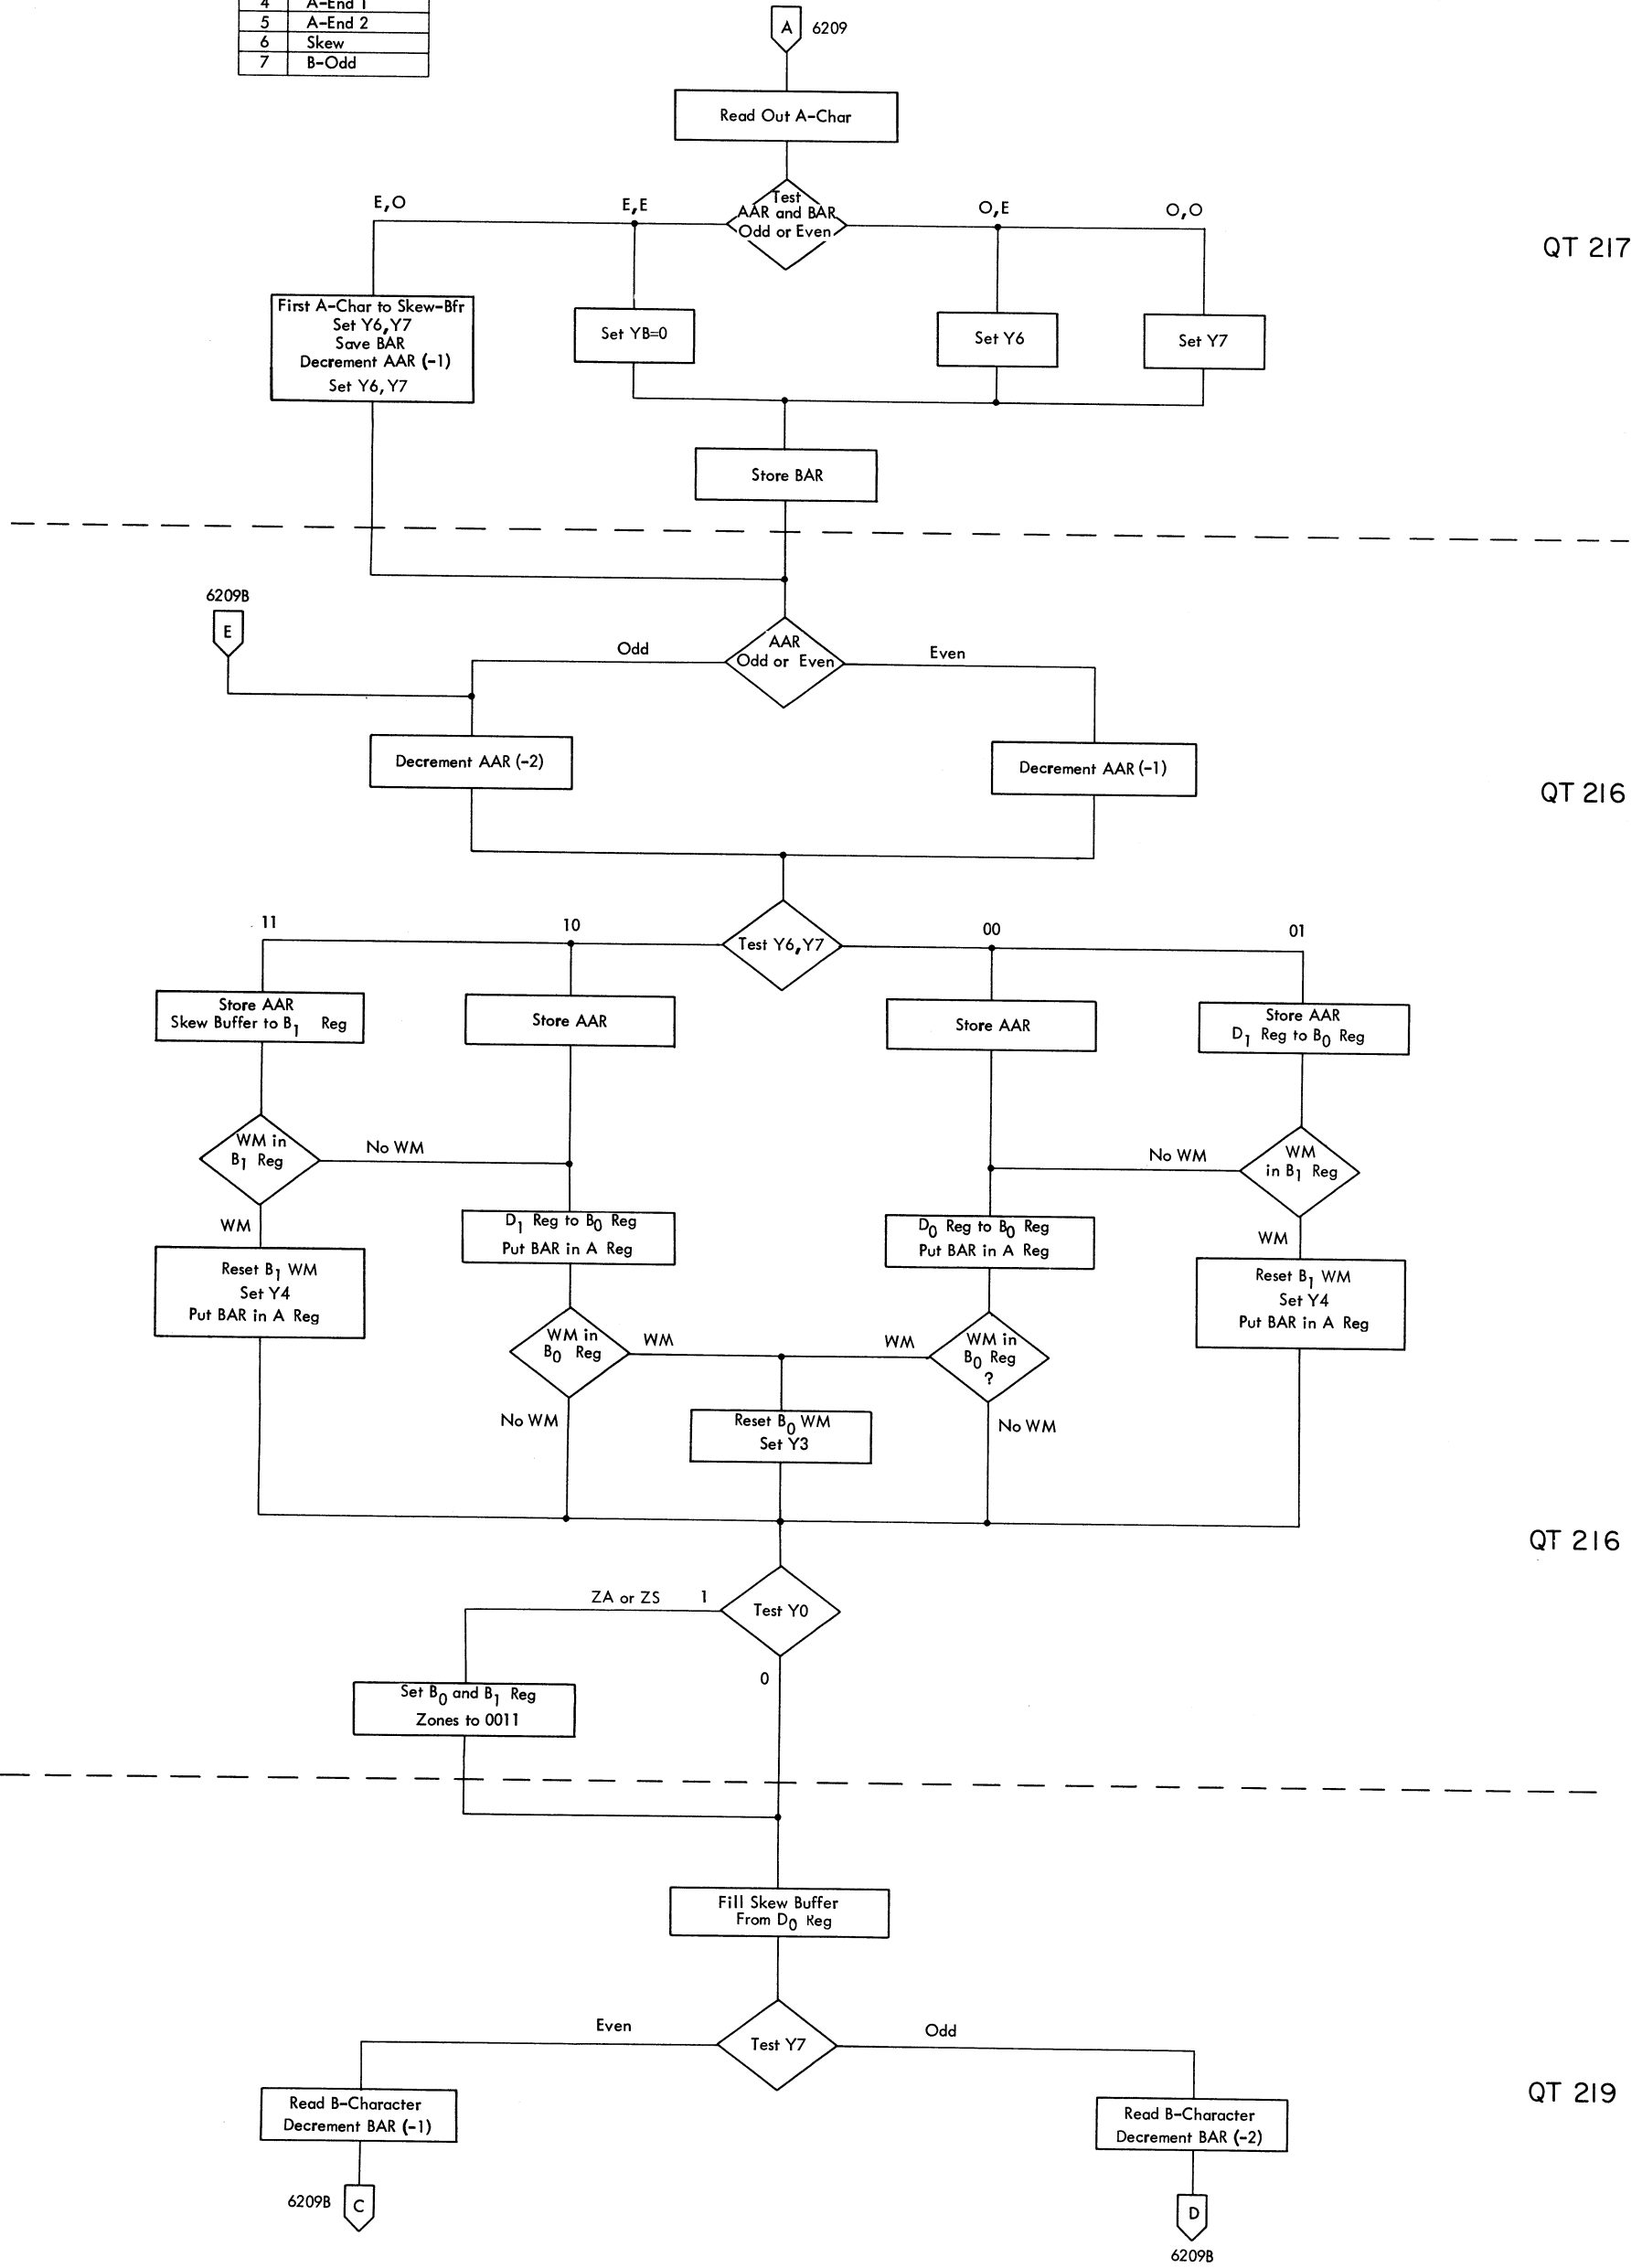 4 A-End 1
5 A-End 2
6 Skew
7 B-Odd
A 6209
Read Out A-Char
Test
AAR and BAR
Odd or Even
E,O
E,E
O,E
O,O
QT 217
First A-Char to Skew-Bfr
Set Y6,Y7
Save BAR
Decrement AAR (-1)
Set Y6,Y7
Set YB=0
Set Y6
Set Y7
Store BAR
6209B
E
Odd
AAR
Odd or Even
Even
Decrement AAR (-2)
Decrement AAR (-1)
QT 216
11
10
Test Y6,Y7
00
01
Store AAR
Skew Buffer to B1 Reg
Store AAR
Store AAR
Store AAR
D1 Reg to B0 Reg
WM in
B1 Reg
No WM
No WM
WM
in B1 Reg
WM
D1 Reg to B0 Reg
Put BAR in A Reg
D0 Reg to B0 Reg
Put BAR in A Reg
WM
Reset B1 WM
Set Y4
Put BAR in A Reg
Reset B1 WM
Set Y4
Put BAR in A Reg
WM in
B0 Reg
WM
WM
WM in
B0 Reg
?
No WM
Reset B0 WM
Set Y3
No WM
QT 216
ZA or ZS 1
Test Y0
0
Set B0 and B1 Reg
Zones to 0011
Fill Skew Buffer
From D0 Reg
Even
Test Y7
Odd
QT 219
Read B-Character
Decrement BAR (-1)
Read B-Character
Decrement BAR (-2)
6209B C
D
6209B